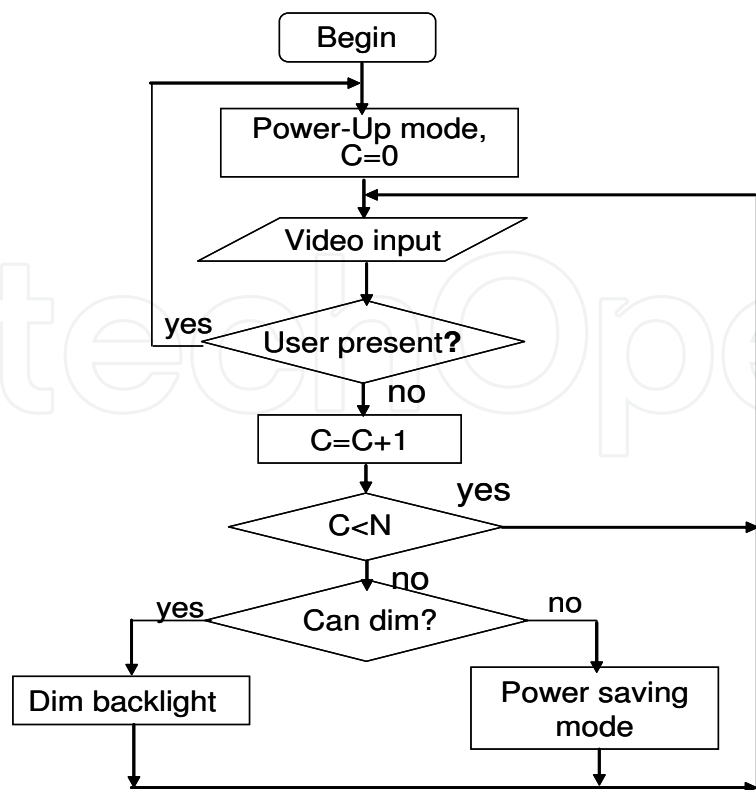 Begin
Power-Up mode,
C=0
Video input
yes
User present?
no
C=C+1
yes
C<N
no
yes
Can dim?
no
Dim backlight
Power saving
mode
techOpe